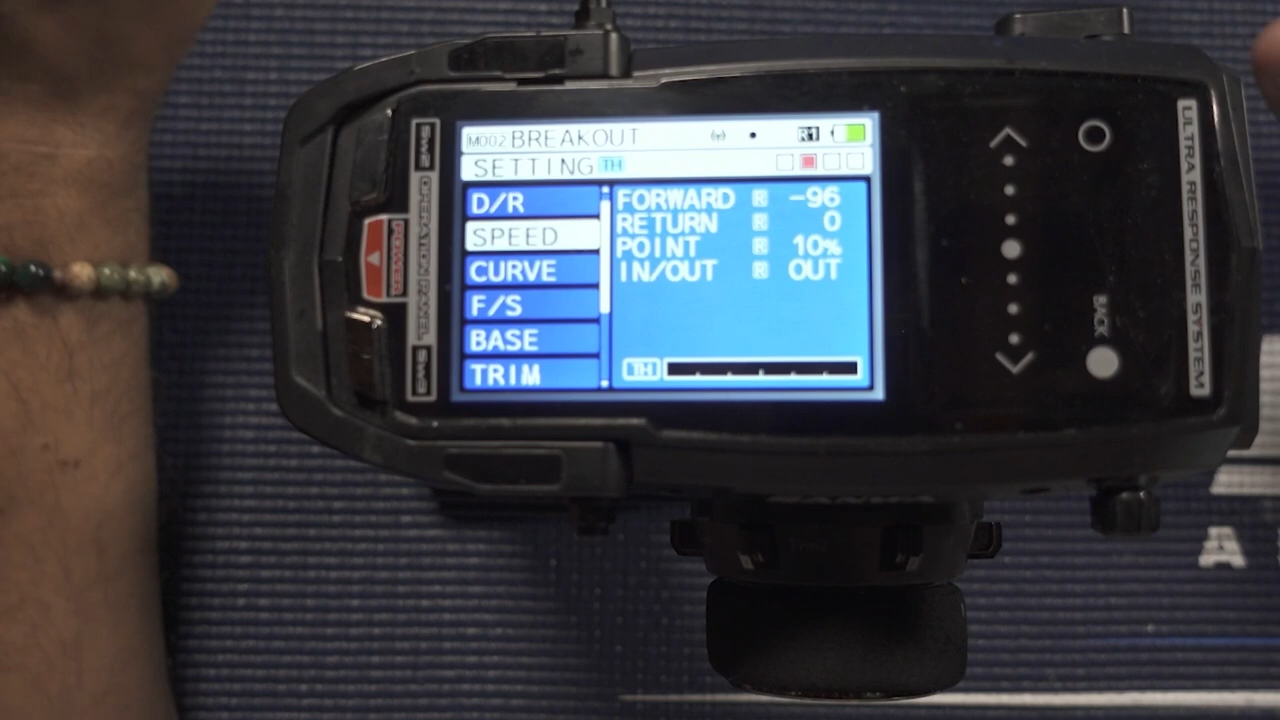 M002 BREAKOUT R1
SETTING TH
D/R
SPEED
CURVE
F/S
BASE
TRIM
FORWARD R -96
RETURN R 0
POINT R 10%
IN/OUT R OUT
TH
SW2 OPERATION PANEL SW3
POWER
BACK
ULTRA RESPONSE SYSTEM
A